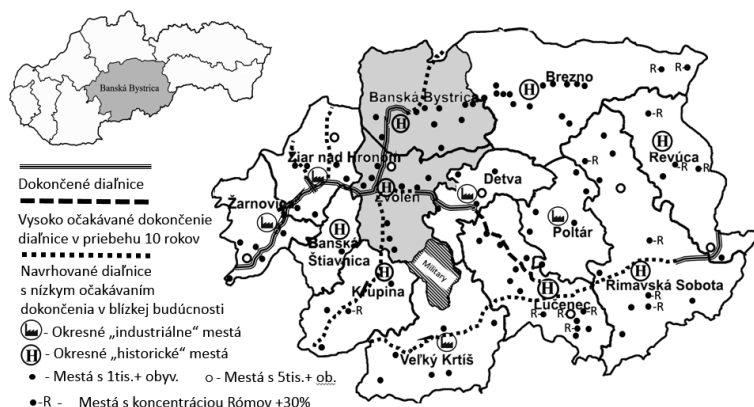 Banská Bystrica
Dokončené diaľnice
Vysoko očakávané dokončenie
diaľnice v priebehu 10 rokov
Navrhované diaľnice
s nízkym očakávaním
dokončenia v blízkej budúcnosti
- Okresné „industriálne“ mestá
H - Okresné „historické“ mestá
- Mestá s 1tis.+ obyv.
- Mestá s 5tis.+ ob.
-R - Mestá s koncentráciou Rómov +30%
R
R
Brezno
H
Banská Bystrica
H
-R
H
Revúca
-R
-R
-R
Žiar nad Hronom
Detva
H
Zvolen
Žarnovica
Poltár
H
Banská
Štiavnica
Military
-R
H
Krupina
H
Rimavská Sobota
H
Lučenec
-R
-R
-R
R
R
R
R
Veľký Krtíš